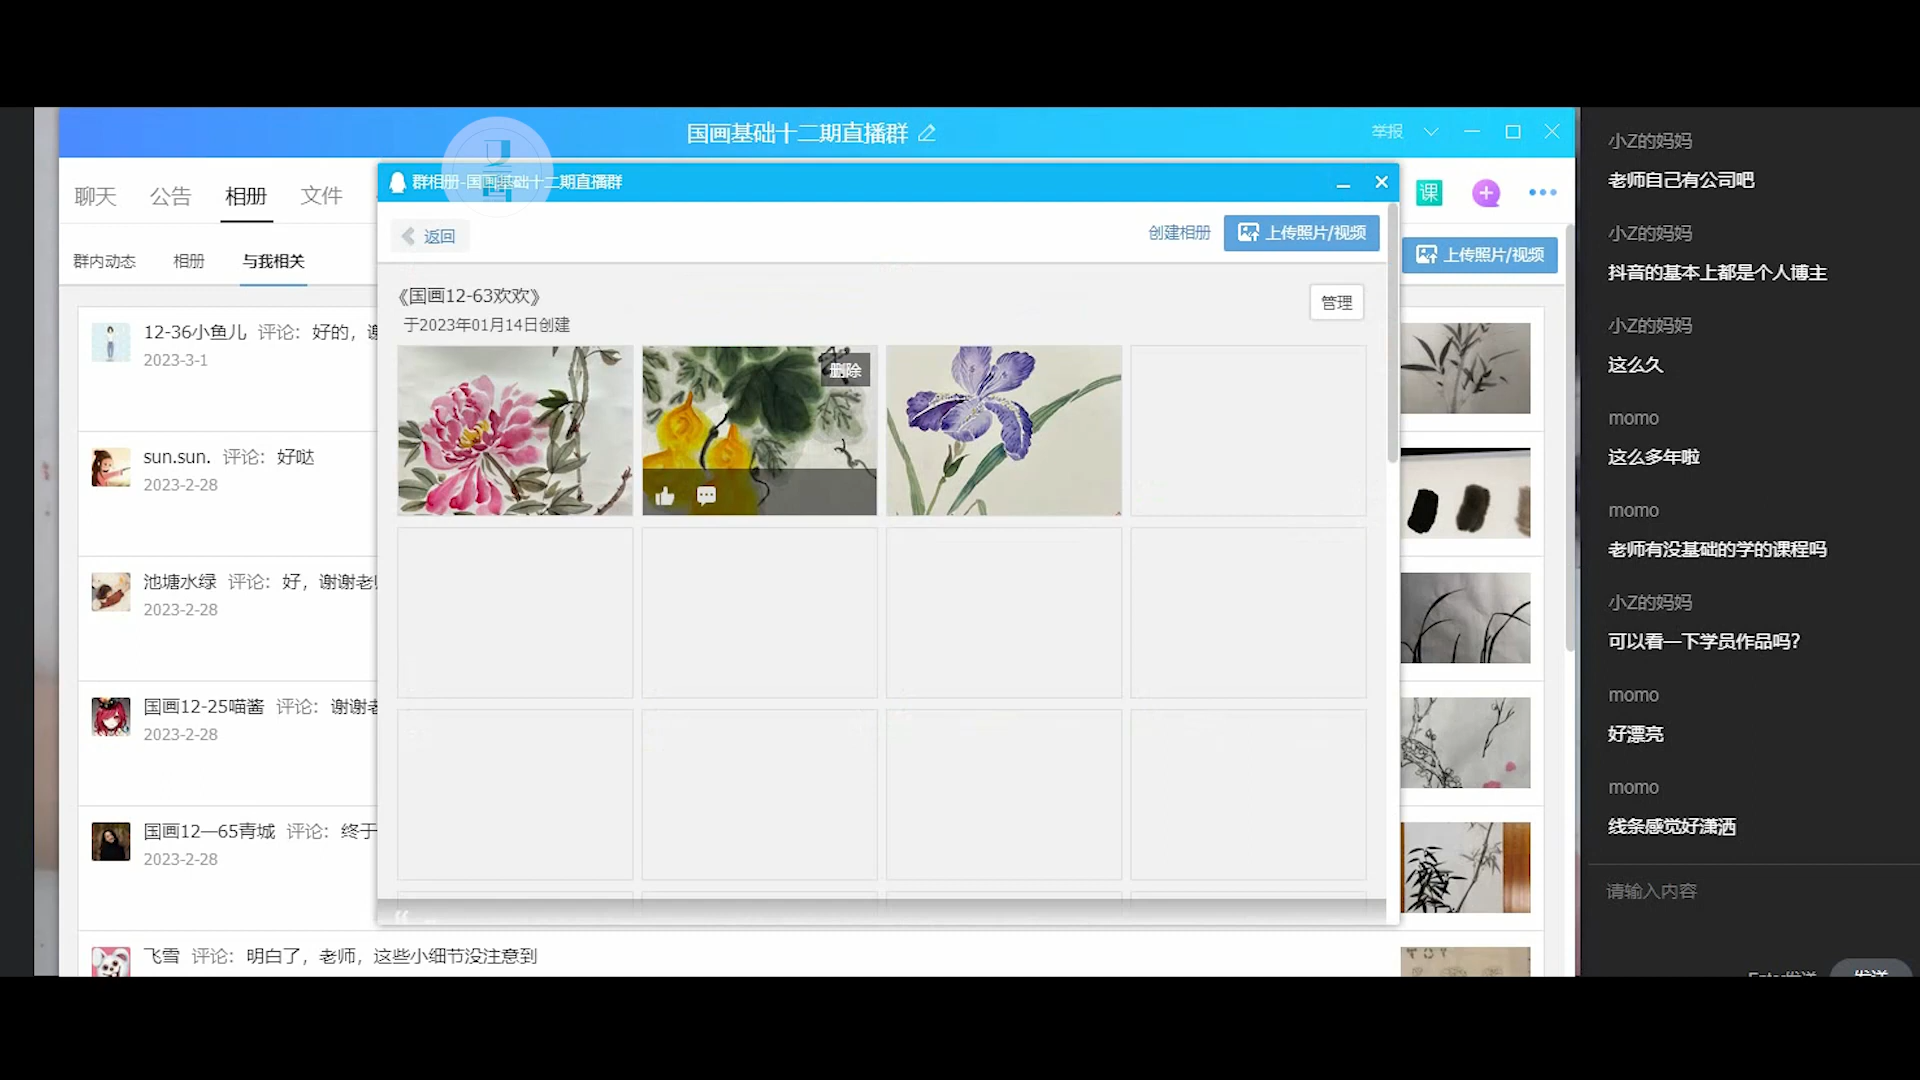 国画基础十二期直播群
举报
聊天
公告
相册
文件
课
群内动态
相册
与我相关
上传照片/视频
12-36小鱼儿 评论：好的，谢
2023-3-1
sun.sun. 评论：好哒
2023-2-28
池塘水绿 评论：好，谢谢老
2023-2-28
国画12-25喵酱 评论：谢谢老
2023-2-28
国画12—65青城 评论：终于
2023-2-28
飞雪 评论：明白了，老师，这些小细节没注意到
群相册-国画基础十二期直播群
返回
创建相册
上传照片/视频
《国画12-63欢欢》
于2023年01月14日创建
管理
删除
小Z的妈妈
老师自己有公司吧
小Z的妈妈
抖音的基本上都是个人博主
小Z的妈妈
这么久
momo
这么多年啦
momo
老师有没基础的学的课程吗
小Z的妈妈
可以看一下学员作品吗?
momo
好漂亮
momo
线条感觉好潇洒
请输入内容
Enter发送
发送